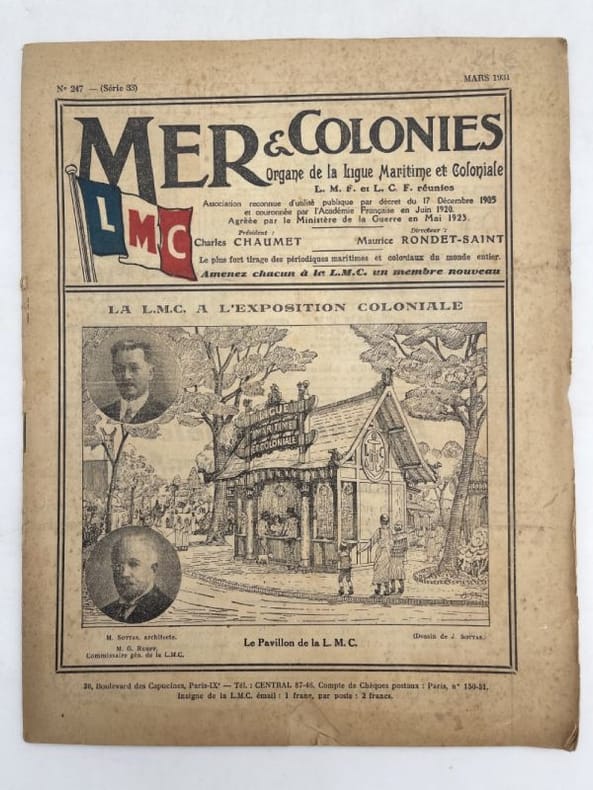 N° 247 — (Série 33)
MARS 1931
MER & COLONIES
Organe de la Ligue Maritime et Coloniale
L. M. F. et L. C. F. réunies
Association reconnue d'utilité publique par décret du 17 Décembre 1905
et couronnée par l'Académie Française en Juin 1920.
Agréée par le Ministère de la Guerre en Mai 1923.
Président :
Charles CHAUMET
Directeur :
Maurice RONDET-SAINT
Le plus fort tirage des périodiques maritimes et coloniaux du monde entier.
Amenez chacun à la L.M.C. un membre nouveau
LMC
LA L.M.C. A L'EXPOSITION COLONIALE
LIGUE
MARITIME
ET COLONIALE
M. SOTTAS, architecte.
M. G. 
Commissaire gén. de la L.M.C.
Le Pavillon de la L. M. C.
(Dessin de J. SOTTAS.)
30, Boulevard des Capucines, Paris-IXe — Tél. : CENTRAL 87-46. Compte de Chèques postaux : Paris, n° 150-51.
Insigne de la L.M.C. émail : 1 franc, par poste : 2 francs.